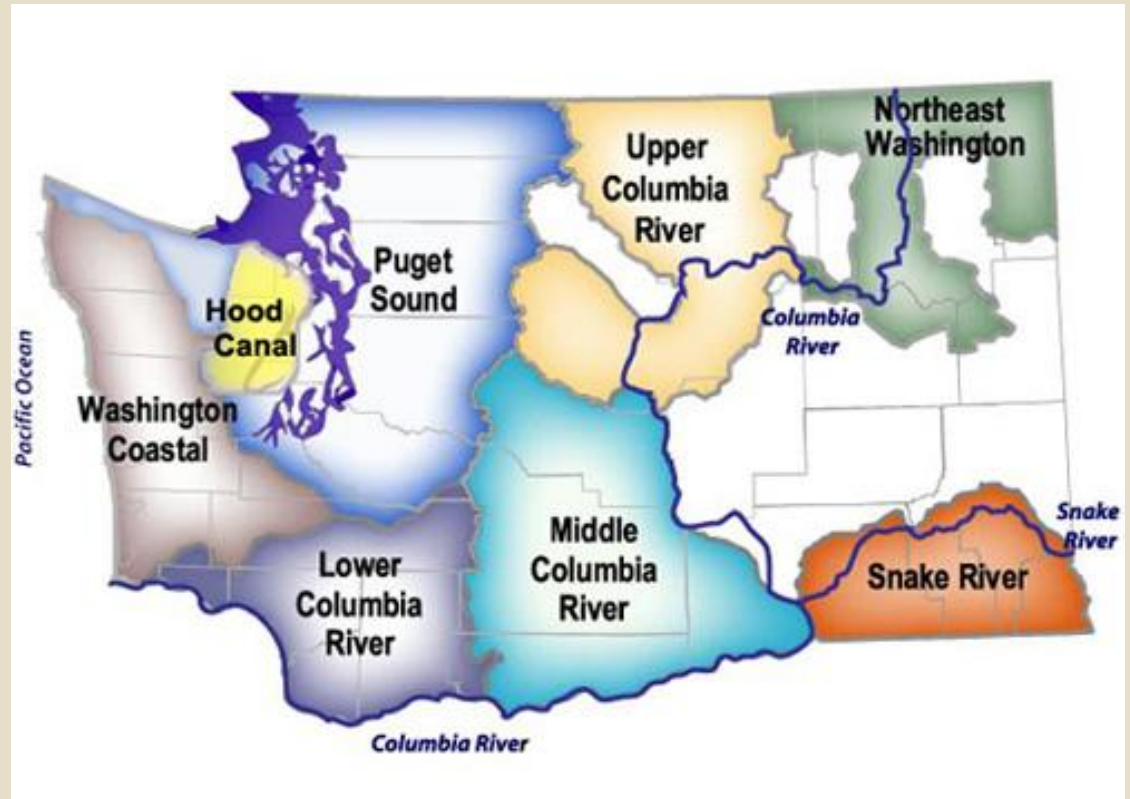 Northeast
Washington
Upper
Columbia
River
Puget
Sound
Hood
Canal
Columbia
River
Pacific Ocean
Washington
Coastal
Snake
River
Middle
Columbia
River
Lower
Columbia
River
Snake River
Columbia River